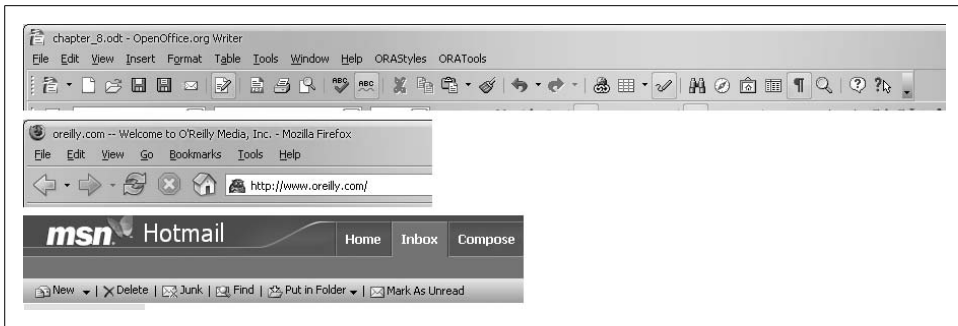 chapter_8.odt - OpenOffice.org Writer
File Edit View Insert Format Table Tools Window Help ORAStyles ORATools
ABC ABC
oreilly.com -- Welcome to O'Reilly Media, Inc. - Mozilla Firefox
File Edit View Go Bookmarks Tools Help
http://www.oreilly.com/
msn Hotmail Home Inbox Compose
New | Delete | Junk | Find | Put in Folder | Mark As Unread